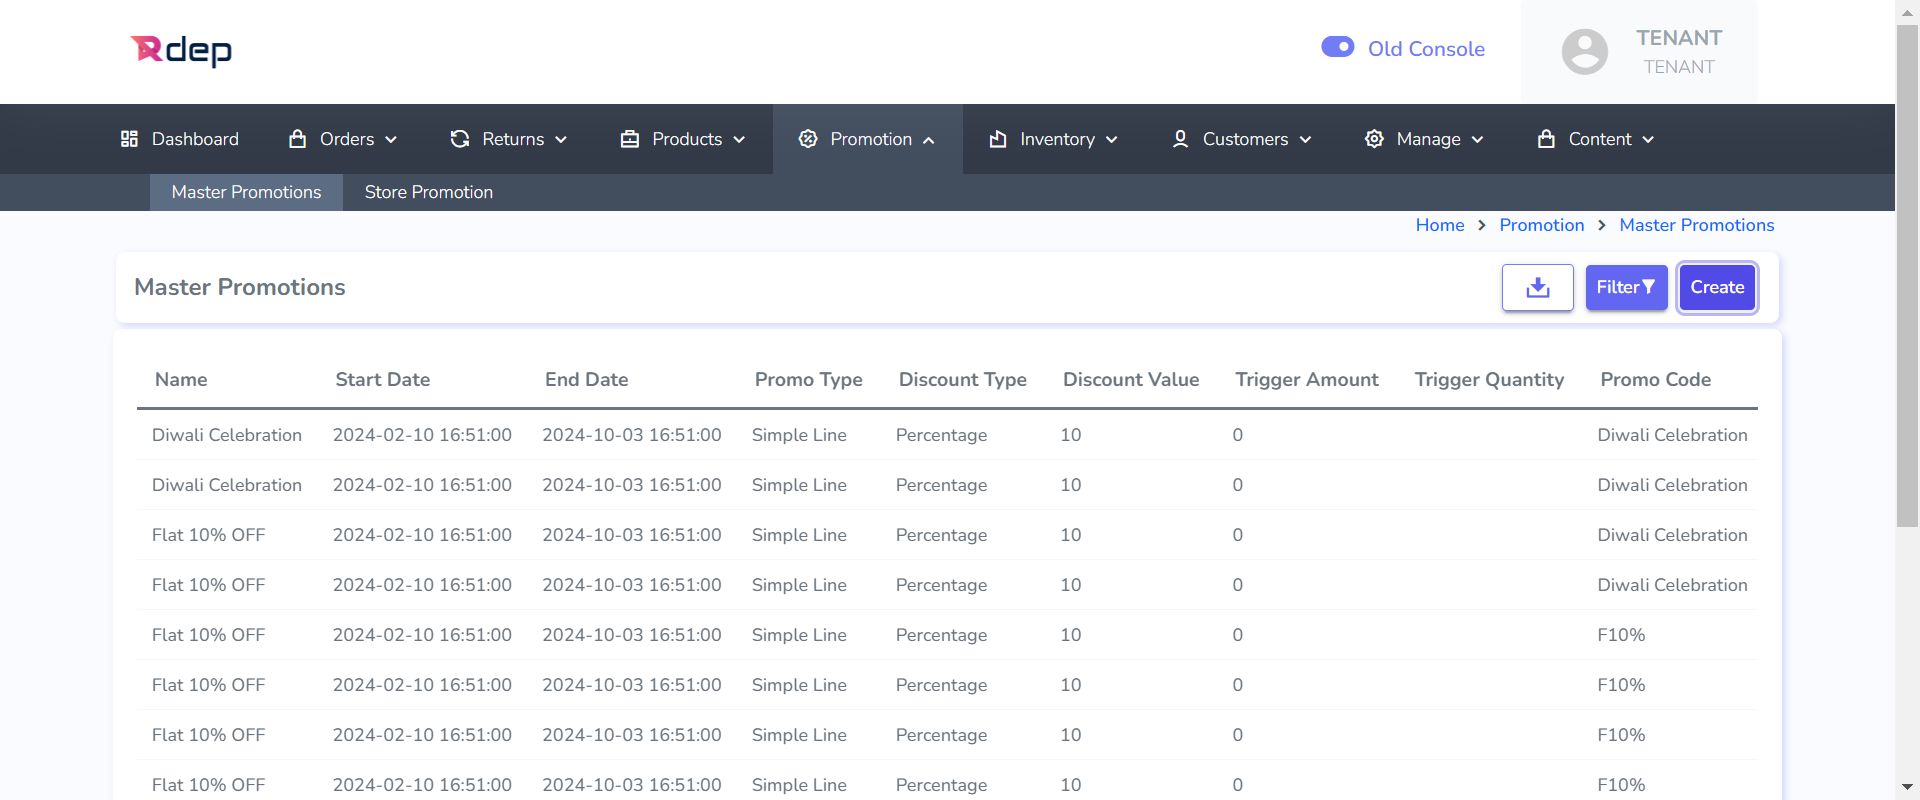 Rdep
Old Console
TENANT
TENANT
Dashboard Orders Returns Products Promotion Inventory Customers Manage Content
Master Promotions Store Promotion
Home > Promotion > Master Promotions
Master Promotions
Filter Create
Name Start Date End Date Promo Type Discount Type Discount Value Trigger Amount Trigger Quantity Promo Code
Diwali Celebration 2024-02-10 16:51:00 2024-10-03 16:51:00 Simple Line Percentage 10 0 Diwali Celebration
Diwali Celebration 2024-02-10 16:51:00 2024-10-03 16:51:00 Simple Line Percentage 10 0 Diwali Celebration
Flat 10% OFF 2024-02-10 16:51:00 2024-10-03 16:51:00 Simple Line Percentage 10 0 Diwali Celebration
Flat 10% OFF 2024-02-10 16:51:00 2024-10-03 16:51:00 Simple Line Percentage 10 0 Diwali Celebration
Flat 10% OFF 2024-02-10 16:51:00 2024-10-03 16:51:00 Simple Line Percentage 10 0 F10%
Flat 10% OFF 2024-02-10 16:51:00 2024-10-03 16:51:00 Simple Line Percentage 10 0 F10%
Flat 10% OFF 2024-02-10 16:51:00 2024-10-03 16:51:00 Simple Line Percentage 10 0 F10%
Flat 10% OFF 2024-02-10 16:51:00 2024-10-03 16:51:00 Simple Line Percentage 10 0 F10%